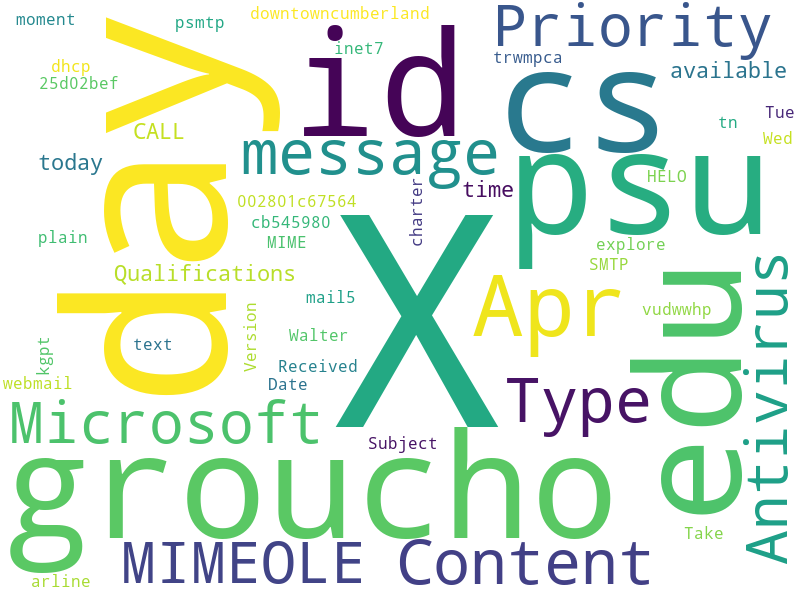 moment
psmtp
downtowncumberland
Priority
inet7
id
day
trwmpca
cs
available
dhcp
25d02bef
CALL
message
Tue
tn
Wed
today
time
psu
HELO
002801c67564
charter
cb545980
plain
MIME
explore
SMTP
Qualifications
X
Apr
edu
Antivirus
mail5
vudwwhp
Version
text
Walter
kgpt
Received
webmail
Date
Type
Microsoft
Subject
groucho
Take
MIMEOLE
Content
arline